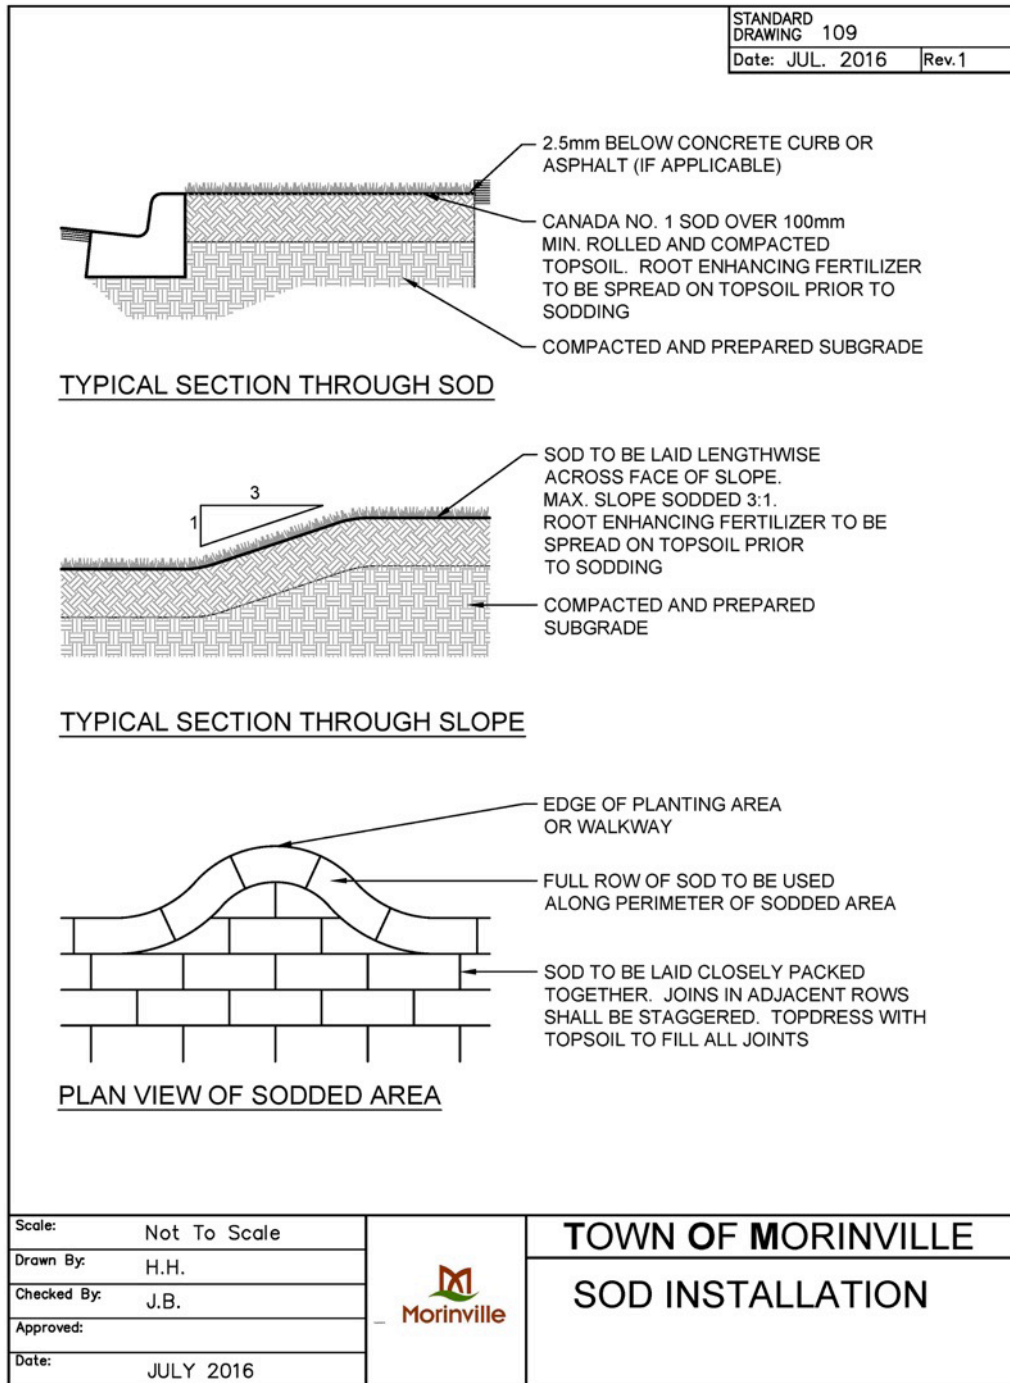 STANDARD
DRAWING 109
Date: JUL. 2016 Rev.1
2.5mm BELOW CONCRETE CURB OR
ASPHALT (IF APPLICABLE)
CANADA NO. 1 SOD OVER 100mm
MIN. ROLLED AND COMPACTED
TOPSOIL. ROOT ENHANCING FERTILIZER
TO BE SPREAD ON TOPSOIL PRIOR TO
SODDING
COMPACTED AND PREPARED SUBGRADE
TYPICAL SECTION THROUGH SOD
3
1
SOD TO BE LAID LENGTHWISE
ACROSS FACE OF SLOPE.
MAX. SLOPE SODDED 3:1.
ROOT ENHANCING FERTILIZER TO BE
SPREAD ON TOPSOIL PRIOR
TO SODDING
COMPACTED AND PREPARED
SUBGRADE
TYPICAL SECTION THROUGH SLOPE
EDGE OF PLANTING AREA
OR WALKWAY
FULL ROW OF SOD TO BE USED
ALONG PERIMETER OF SODDED AREA
SOD TO BE LAID CLOSELY PACKED
TOGETHER. JOINS IN ADJACENT ROWS
SHALL BE STAGGERED. TOPDRESS WITH
TOPSOIL TO FILL ALL JOINTS
PLAN VIEW OF SODDED AREA
Scale: Not To Scale
Drawn By: H.H.
Checked By: J.B.
Approved:
Date: JULY 2016
Morinville
TOWN OF MORINVILLE
SOD INSTALLATION